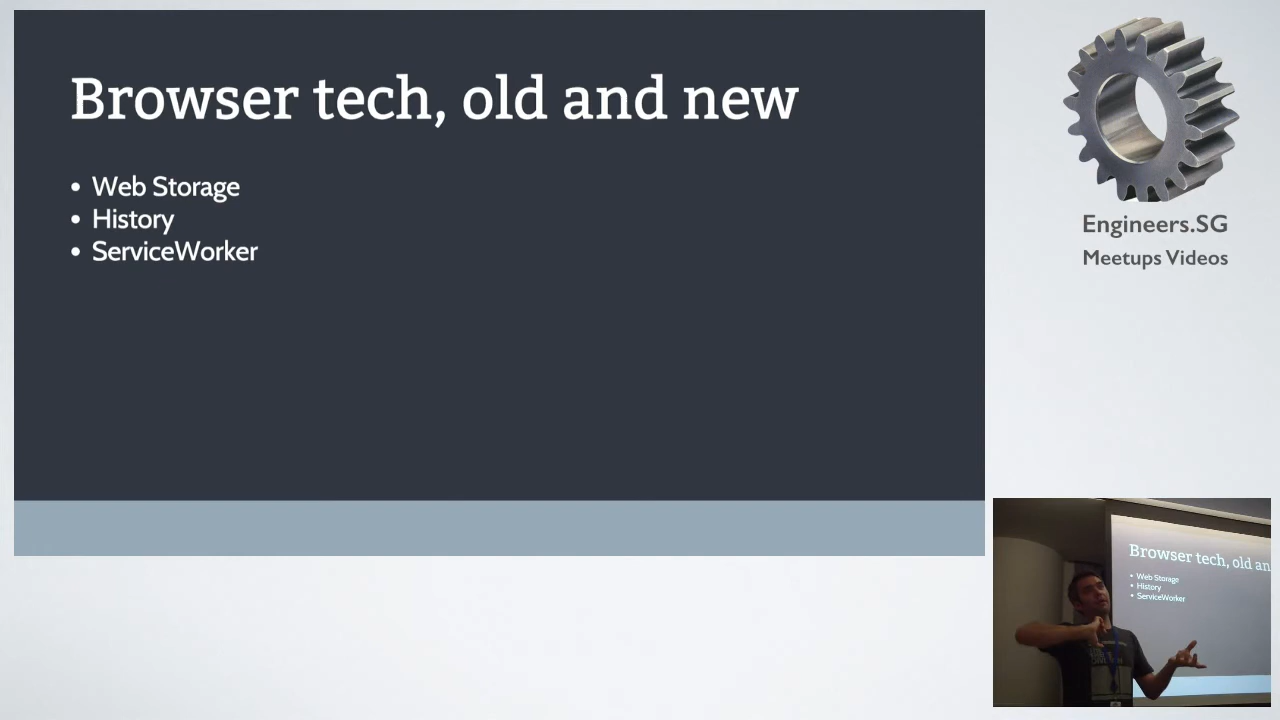 Browser tech, old and new
• Web Storage
• History
• ServiceWorker
Engineers.SG
Meetups Videos
Browser tech, old an
• Web Storage
• History
• ServiceWorker